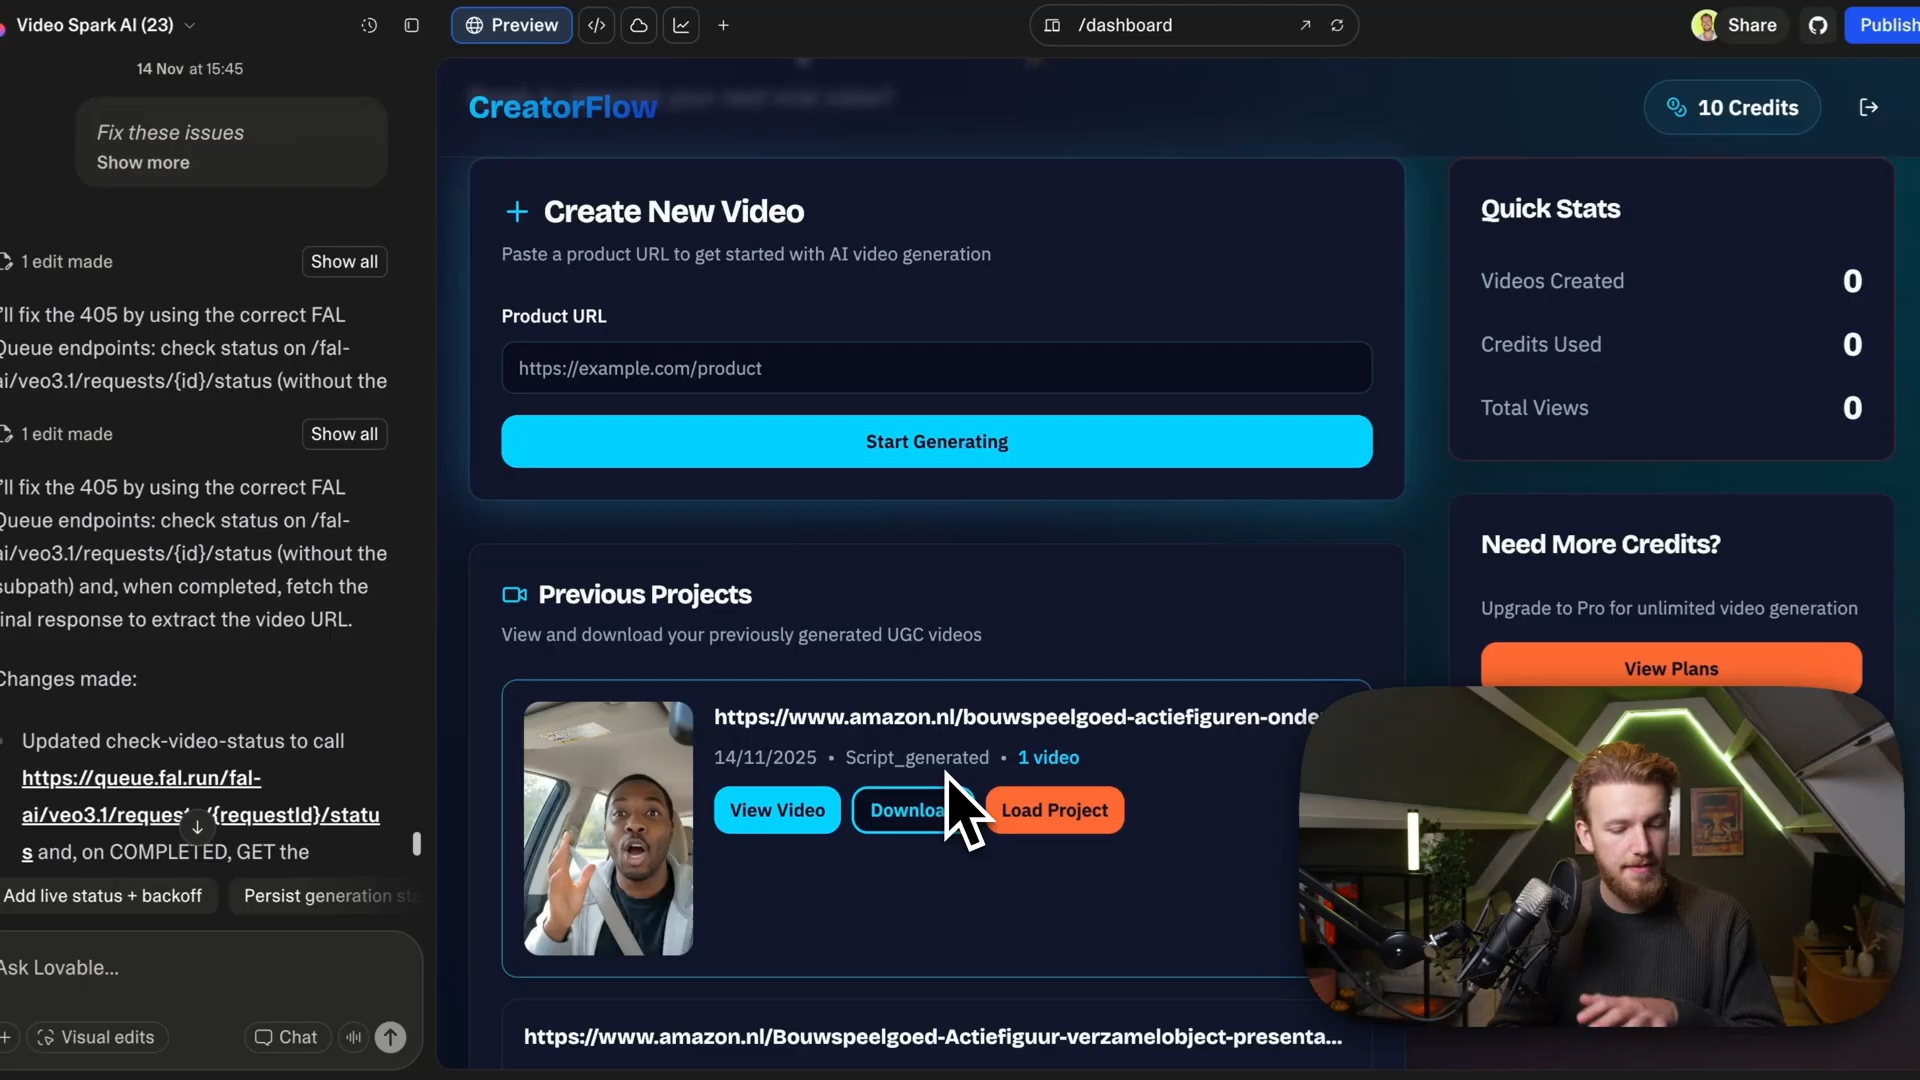 Video Spark AI (23)
Preview
/dashboard
Share
Publish
14 Nov at 15:45
Fix these issues
Show more
1 edit made
Show all
'll fix the 405 by using the correct FAL
Queue endpoints: check status on /fal-
ai/veo3.1/requests/{id}/status (without the
1 edit made
Show all
'll fix the 405 by using the correct FAL
Queue endpoints: check status on /fal-
ai/veo3.1/requests/{id}/status (without the
subpath) and, when completed, fetch the
inal response to extract the video URL.
Changes made:
Updated check-video-status to call
https://queue.fal.run/fal-
ai/veo3.1/requests/{requestId}/statu
s and, on COMPLETED, GET the
Add live status + backoff
Persist generation
Ask Lovable...
Visual edits
Chat
CreatorFlow
10 Credits
Create New Video
Paste a product URL to get started with AI video generation
Product URL
https://example.com/product
Start Generating
Previous Projects
View and download your previously generated UGC videos
https://www.amazon.nl/bouwspeelgoed-actiefiguren-onde
14/11/2025 • Script_generated • 1 video
View Video
Downloa
Load Project
https://www.amazon.nl/Bouwspeelgoed-Actiefiguur-verzamelobject-presenta...
Quick Stats
Videos Created 0
Credits Used 0
Total Views 0
Need More Credits?
Upgrade to Pro for unlimited video generation
View Plans